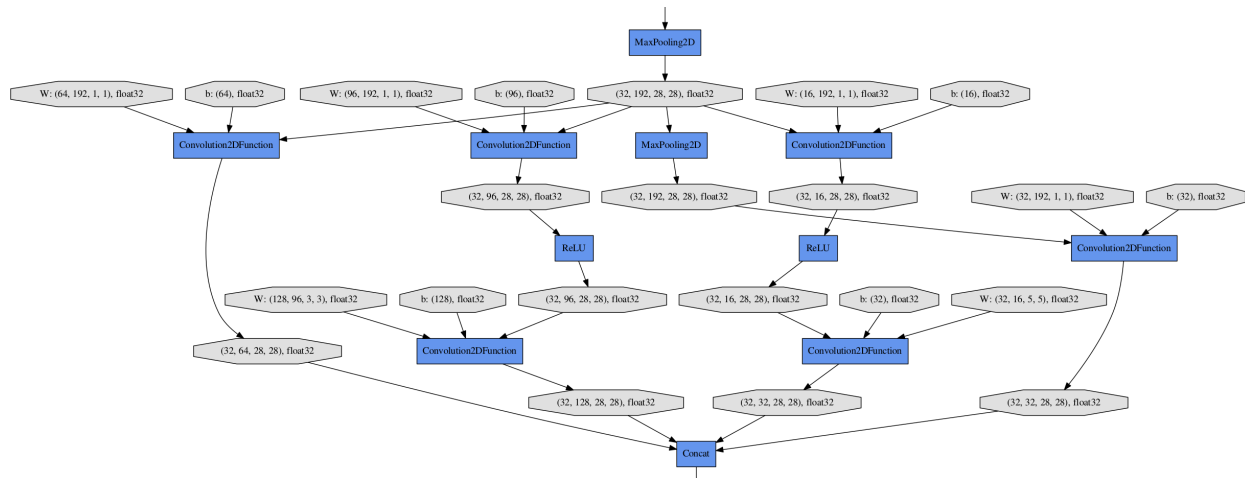 MaxPooling2D
W: (64, 192, 1, 1), float32
b: (64), float32
W: (96, 192, 1, 1), float32
b: (96), float32
(32, 192, 28, 28), float32
W: (16, 192, 1, 1), float32
b: (16), float32
Convolution2DFunction
Convolution2DFunction
MaxPooling2D
Convolution2DFunction
(32, 96, 28, 28), float32
(32, 192, 28, 28), float32
(32, 16, 28, 28), float32
W: (32, 192, 1, 1), float32
b: (32), float32
ReLU
ReLU
Convolution2DFunction
W: (128, 96, 3, 3), float32
b: (128), float32
(32, 96, 28, 28), float32
(32, 16, 28, 28), float32
b: (32), float32
W: (32, 16, 5, 5), float32
(32, 64, 28, 28), float32
Convolution2DFunction
Convolution2DFunction
(32, 128, 28, 28), float32
(32, 32, 28, 28), float32
(32, 32, 28, 28), float32
Concat